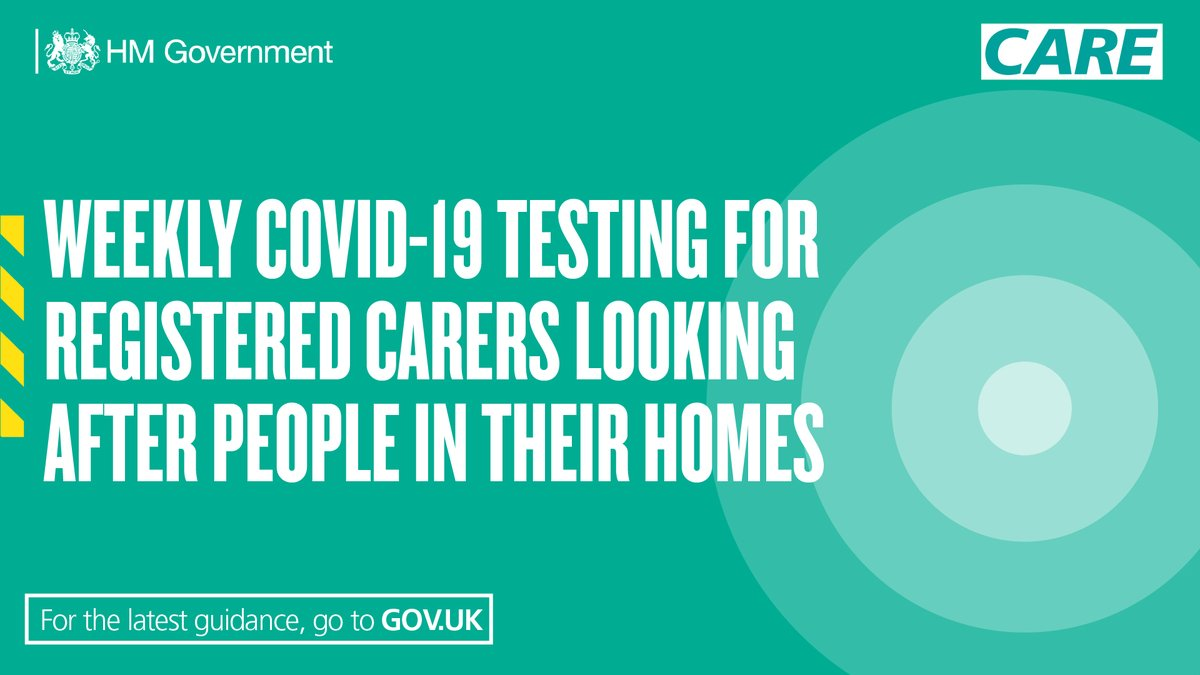 HM Government
CARE
WEEKLY COVID-19 TESTING FOR
REGISTERED CARERS LOOKING
AFTER PEOPLE IN THEIR HOMES
For the latest guidance, go to GOV.UK